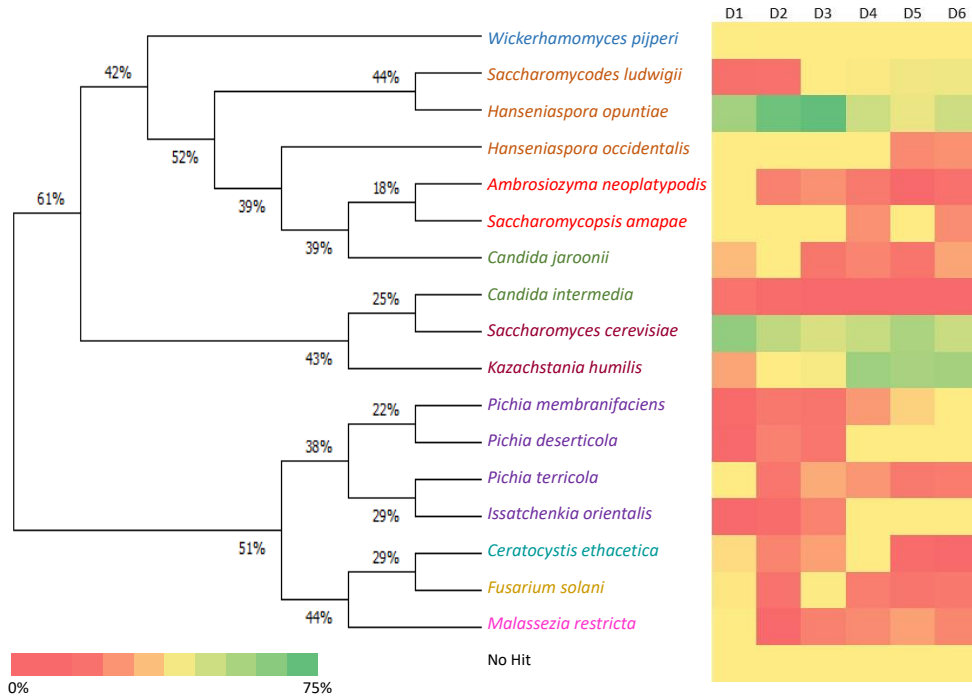 D1 D2 D3 D4 D5 D6
Wickerhamomyces pijperi
42%
44%
Saccharomycodes ludwigii
Hanseniaspora opuntiae
52%
Hanseniaspora occidentalis
61%
39%
18%
Ambrosiozyma neoplatypodis
Saccharomycopsis amapae
39%
Candida jaroonii
25%
Candida intermedia
Saccharomyces cerevisiae
43%
Kazachstania humilis
22%
Pichia membranifaciens
38%
Pichia deserticola
Pichia terricola
29%
Issatchenkia orientalis
51%
29%
Ceratocystis ethacetica
Fusarium solani
44%
Malassezia restricta
No Hit
0% 75%